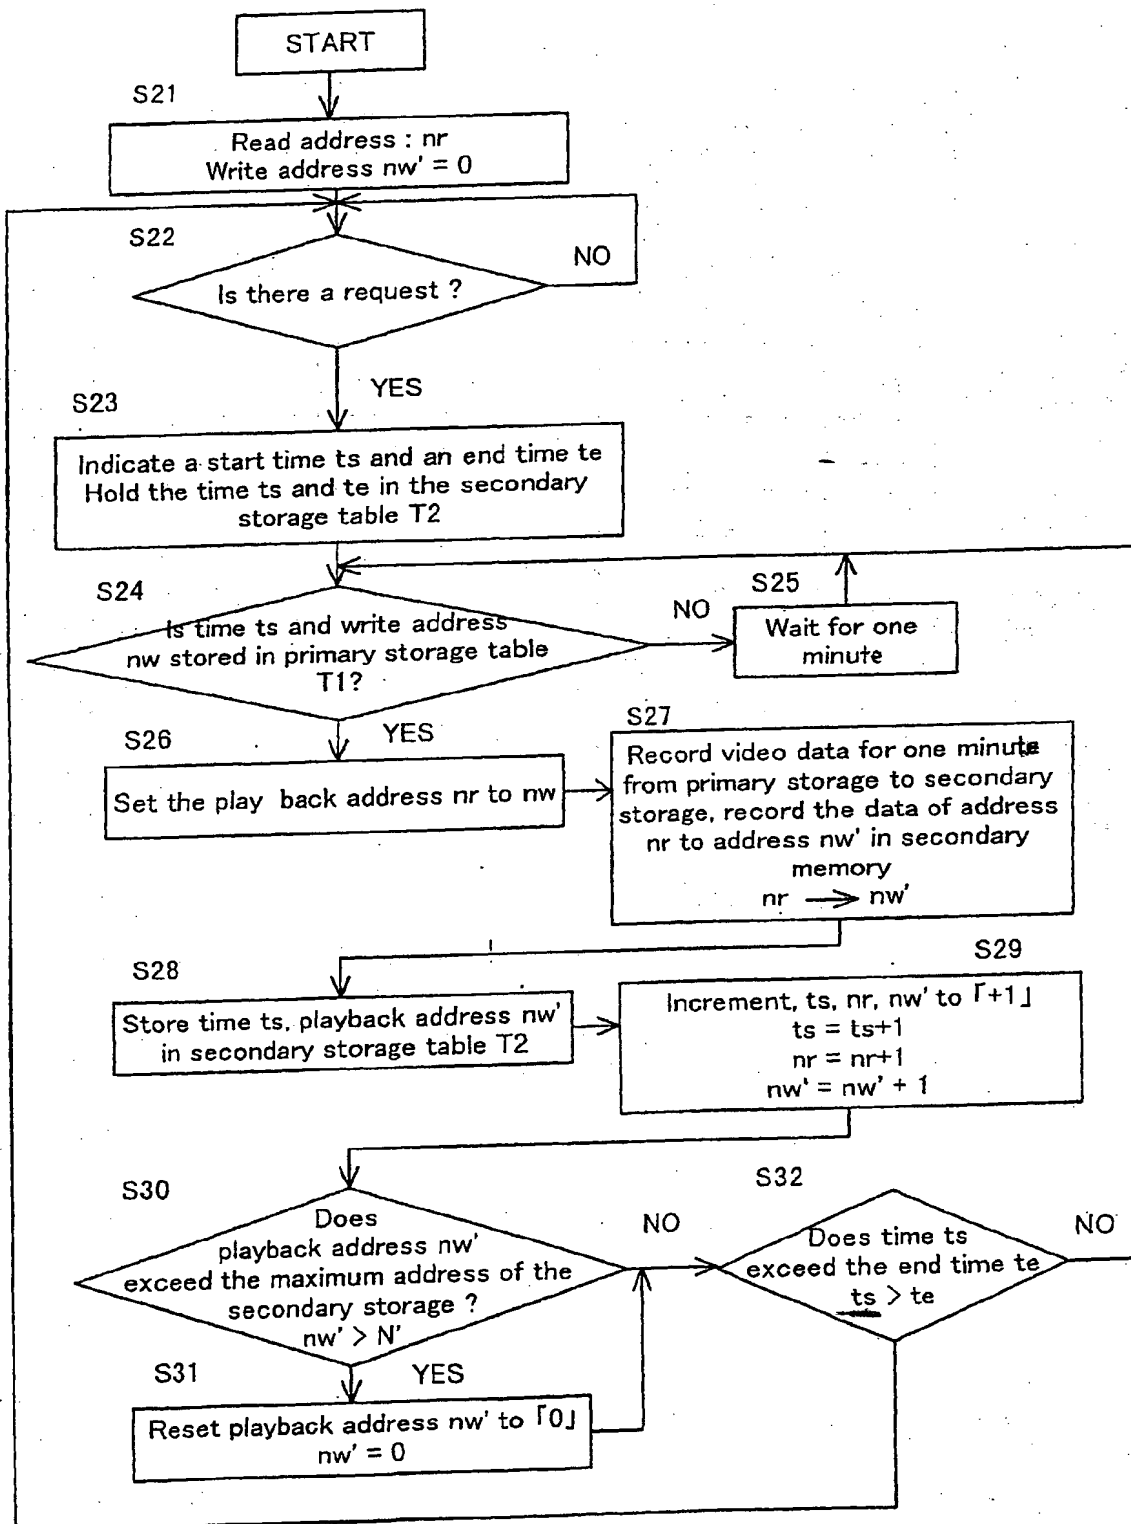 START
S21
Read address : nr
Write address nw' = 0
S22
Is there a request ?
NO
YES
S23
Indicate a start time ts and an end time te
Hold the time ts and te in the secondary
storage table T2
S24
Is time ts and write address
nw stored in primary storage table
T1?
NO
S25
Wait for one
minute
YES
S26
Set the play back address nr to nw
S27
Record video data for one minute
from primary storage to secondary
storage, record the data of address
nr to address nw' in secondary
memory
nr → nw'
S28
Store time ts, playback address nw'
in secondary storage table T2
S29
Increment, ts, nr, nw' to 「+1」
ts = ts+1
nr = nr+1
nw' = nw' + 1
S30
Does
playback address nw'
exceed the maximum address of the
secondary storage ?
nw' > N'
NO
YES
S31
Reset playback address nw' to 「0」
nw' = 0
S32
Does time ts
exceed the end time te
ts > te
NO